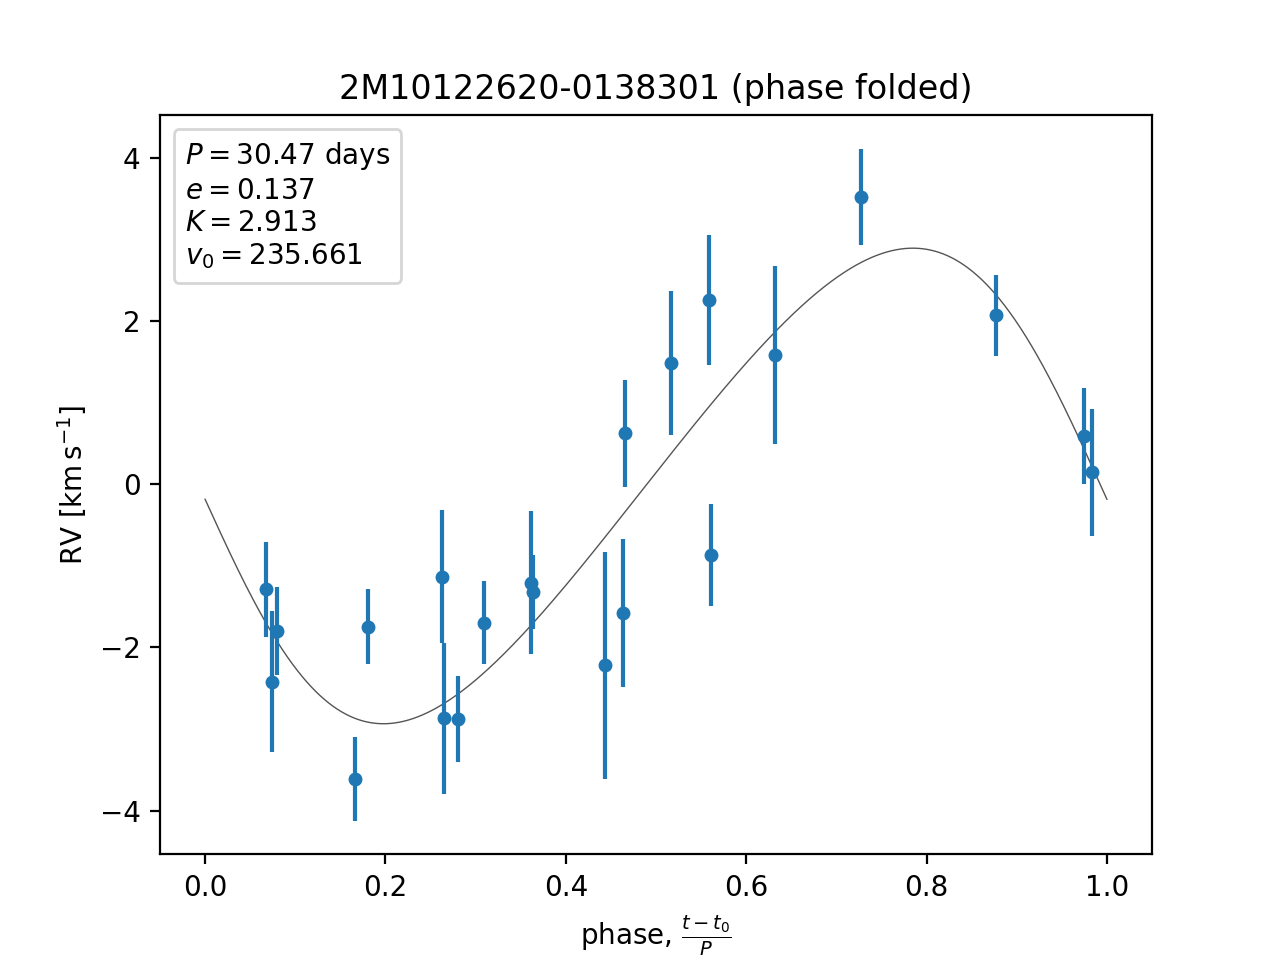 2M10122620-0138301 (phase folded)
P = 30.47 days
e = 0.137
K = 2.913
v₀ = 235.661
4
2
0
−2
−4
RV [km s⁻¹]
0.0 0.2 0.4 0.6 0.8 1.0
phase, (t − t₀)/P